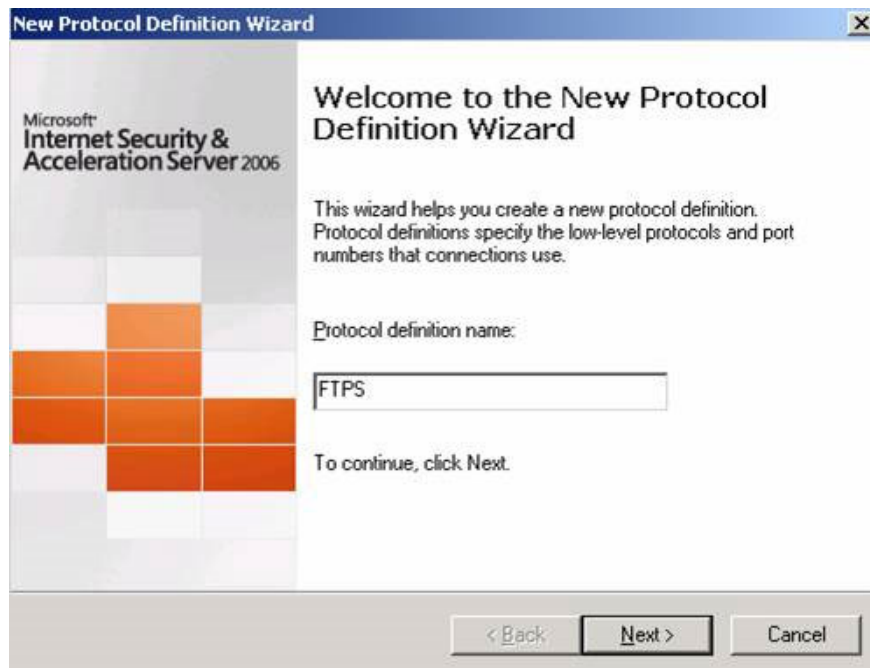 New Protocol Definition Wizard
Microsoft
Internet Security &
Acceleration Server 2006
Welcome to the New Protocol
Definition Wizard
This wizard helps you create a new protocol definition.
Protocol definitions specify the low-level protocols and port
numbers that connections use.
Protocol definition name:
FTPS
To continue, click Next.
< Back Next > Cancel